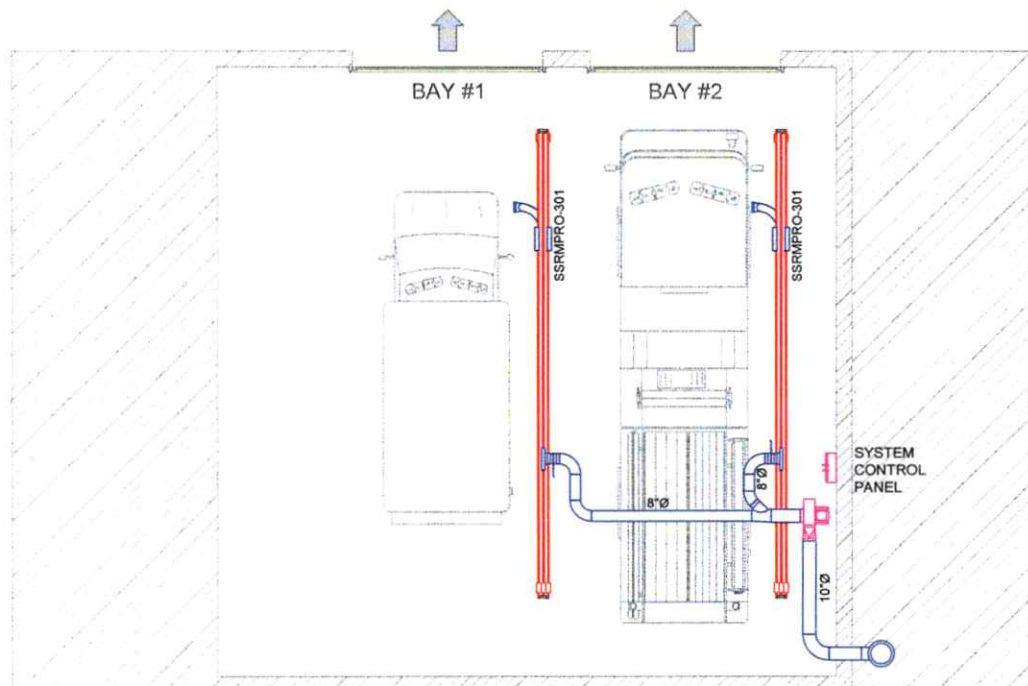 BAY #1
BAY #2
SSRMPRO-301
SSRMPRO-301
SYSTEM
CONTROL
PANEL
8"Ø
8"Ø
10"Ø